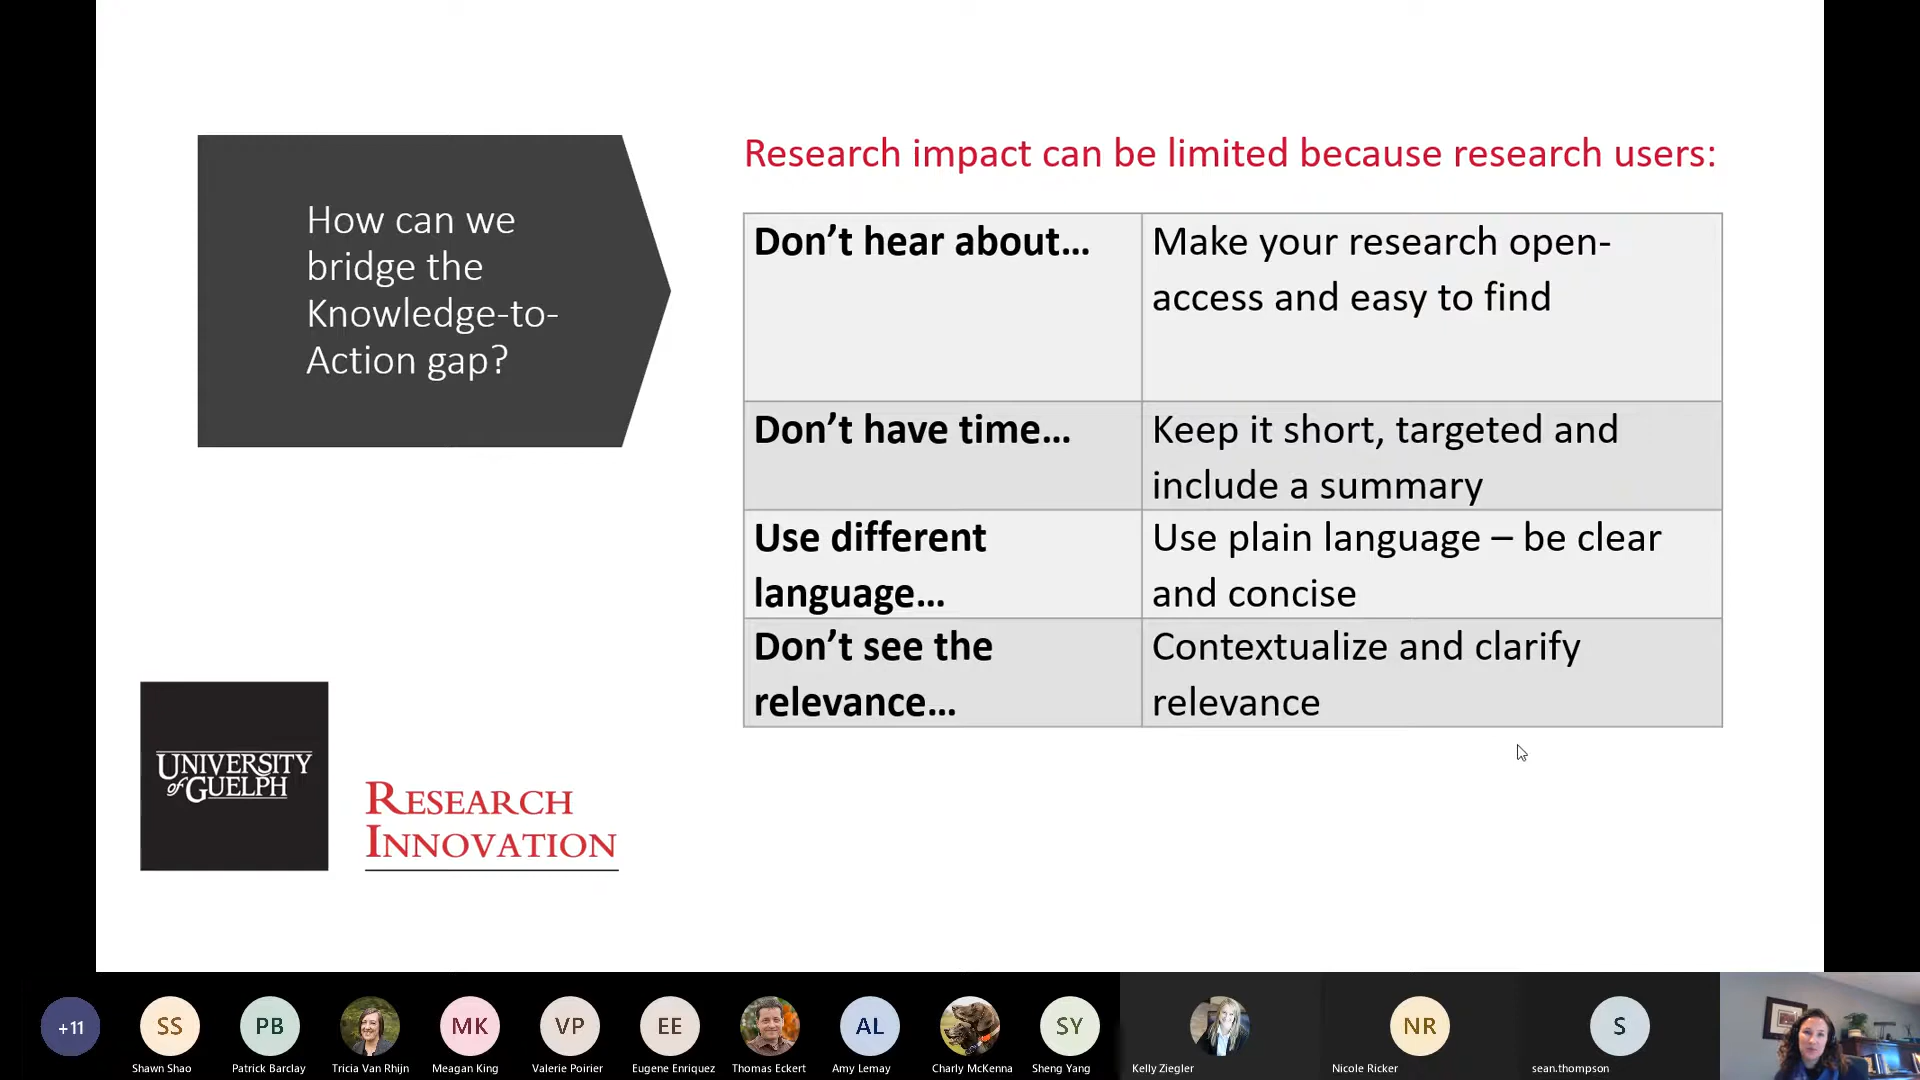 How can we
bridge the
Knowledge-to-
Action gap?
Research impact can be limited because research users:
Don’t hear about…
Make your research open-
access and easy to find
Don’t have time…
Keep it short, targeted and
include a summary
Use different
language…
Use plain language – be clear
and concise
Don’t see the
relevance…
Contextualize and clarify
relevance
UNIVERSITY
of GUELPH
RESEARCH
INNOVATION
+11
SS
PB
MK
VP
EE
AL
SY
NR
S
Shawn Shao
Patrick Barclay
Tricia Van Rhijn
Meagan King
Valerie Poirier
Eugene Enriquez
Thomas Eckert
Amy Lemay
Charly McKenna
Sheng Yang
Kelly Ziegler
Nicole Ricker
sean.thompson